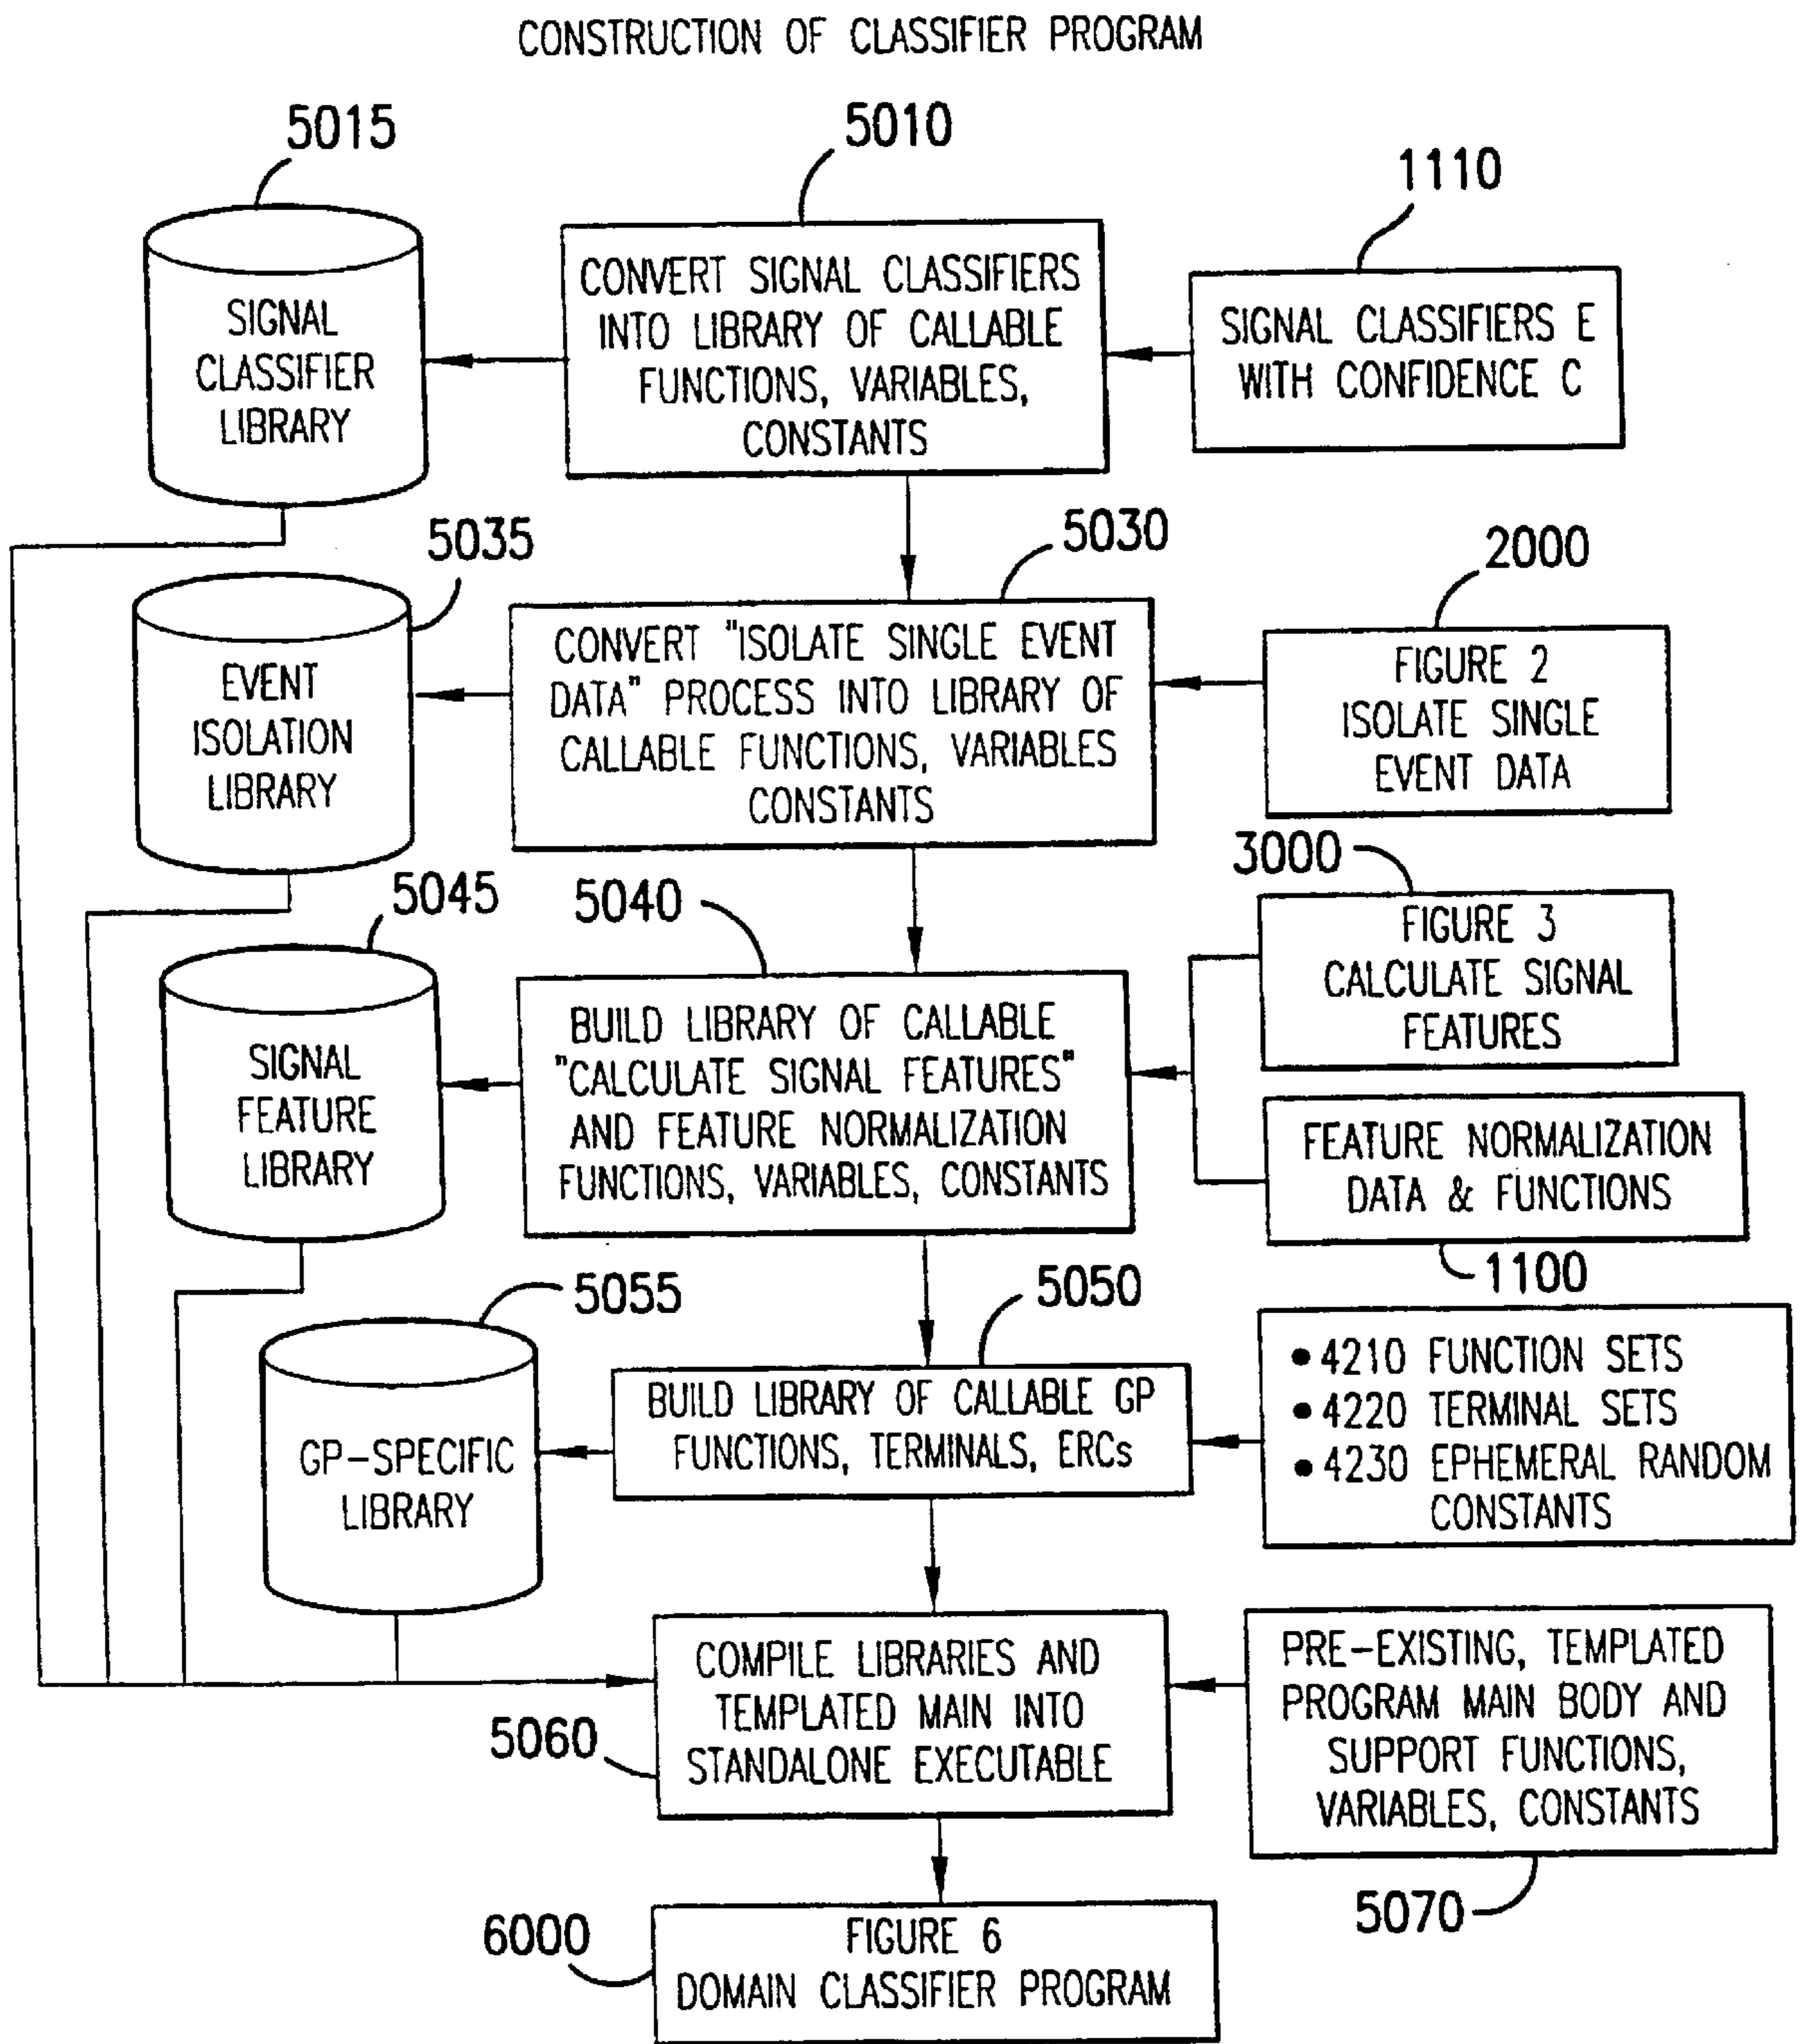 CONSTRUCTION OF CLASSIFIER PROGRAM
5015
5010
1110
SIGNAL
CLASSIFIER
LIBRARY
CONVERT SIGNAL CLASSIFIERS
INTO LIBRARY OF CALLABLE
FUNCTIONS, VARIABLES,
CONSTANTS
SIGNAL CLASSIFIERS E
WITH CONFIDENCE C
5035
5030
2000
EVENT
ISOLATION
LIBRARY
CONVERT "ISOLATE SINGLE EVENT
DATA" PROCESS INTO LIBRARY OF
CALLABLE FUNCTIONS, VARIABLES
CONSTANTS
FIGURE 2
ISOLATE SINGLE
EVENT DATA
5045
5040
3000
SIGNAL
FEATURE
LIBRARY
BUILD LIBRARY OF CALLABLE
"CALCULATE SIGNAL FEATURES"
AND FEATURE NORMALIZATION
FUNCTIONS, VARIABLES, CONSTANTS
FIGURE 3
CALCULATE SIGNAL
FEATURES
FEATURE NORMALIZATION
DATA & FUNCTIONS
1100
5055
5050
GP-SPECIFIC
LIBRARY
BUILD LIBRARY OF CALLABLE GP
FUNCTIONS, TERMINALS, ERCs
• 4210 FUNCTION SETS
• 4220 TERMINAL SETS
• 4230 EPHEMERAL RANDOM
CONSTANTS
5060
COMPILE LIBRARIES AND
TEMPLATED MAIN INTO
STANDALONE EXECUTABLE
PRE-EXISTING, TEMPLATED
PROGRAM MAIN BODY AND
SUPPORT FUNCTIONS,
VARIABLES, CONSTANTS
5070
6000
FIGURE 6
DOMAIN CLASSIFIER PROGRAM